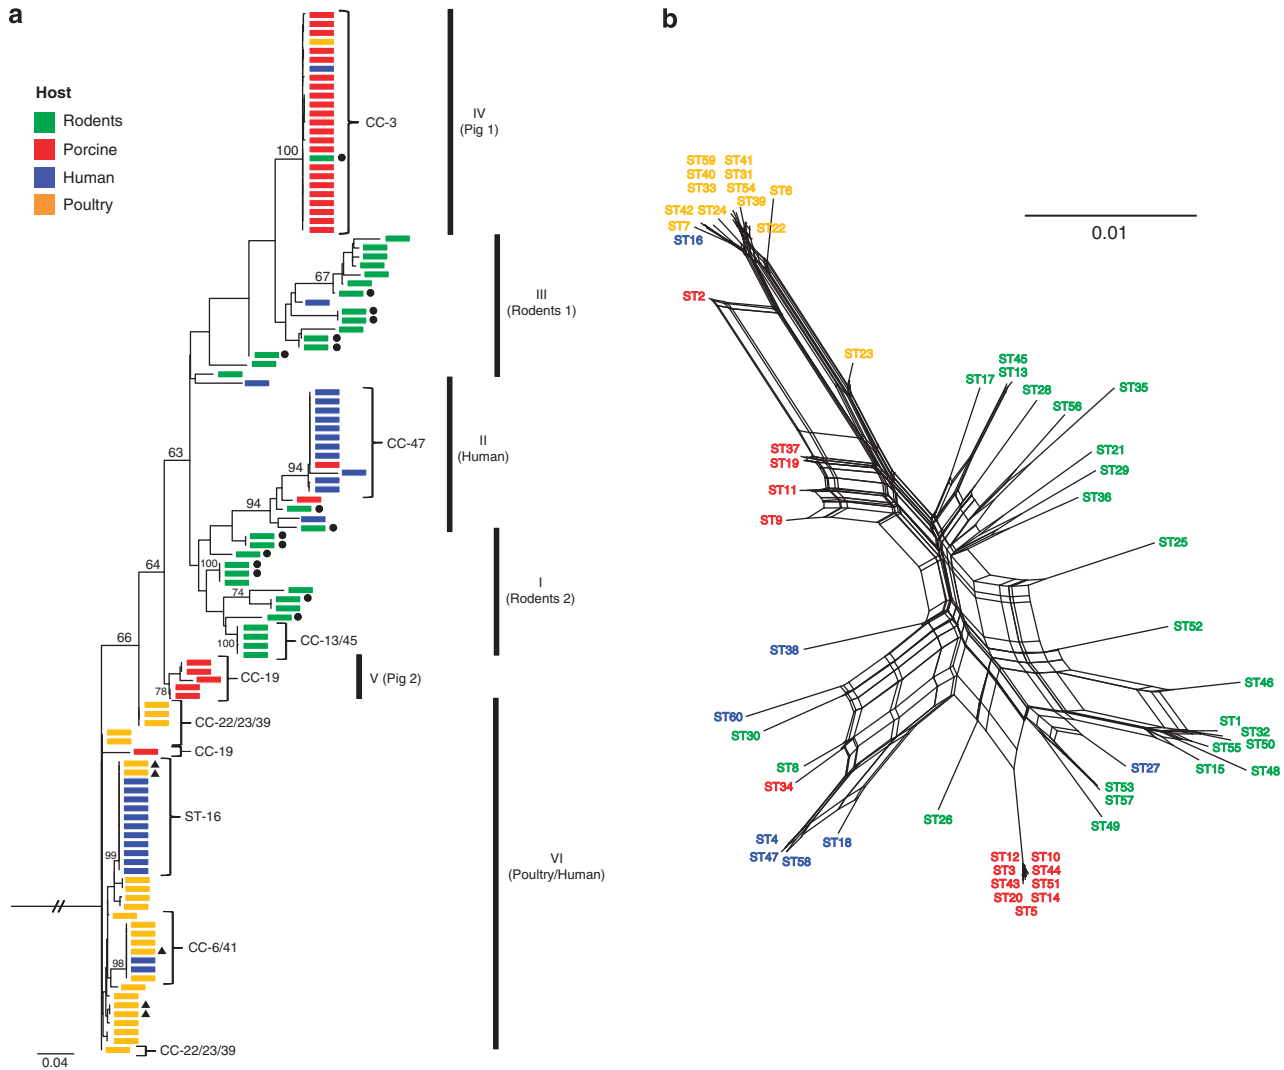 a
Host
Rodents
Porcine
Human
Poultry
100
CC-3
IV
(Pig 1)
67
III
(Rodents 1)
63
94
CC-47
II
(Human)
94
100
64
74
I
(Rodents 2)
100
CC-13/45
66
78
CC-19
V (Pig 2)
CC-22/23/39
CC-19
ST-16
99
VI
(Poultry/Human)
98
CC-6/41
CC-22/23/39
0.04
b
0.01
ST59 ST41
ST40 ST31
ST33 ST54
ST6
ST39
ST42 ST24
ST7
ST22
ST16
ST2
ST23
ST45
ST13
ST17
ST28
ST35
ST56
ST37
ST19
ST21
ST29
ST11
ST36
ST9
ST25
ST52
ST38
ST46
ST60
ST30
ST1
ST32
ST55 ST50
ST8
ST27
ST15
ST48
ST34
ST53
ST57
ST26
ST49
ST4
ST18
ST47 ST58
ST12 ST10
ST3 ST44
ST43 ST51
ST20 ST14
ST5